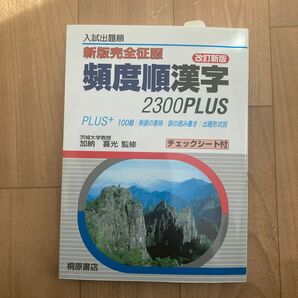 入試出題順
新版完全征服
改訂新版
頻度順漢字
2300PLUS
PLUS+ 100題/熟語の意味/訓の読み書き/出題形式別
茨城大学教授
加納 喜光 監修
チェックシート付
桐原書店